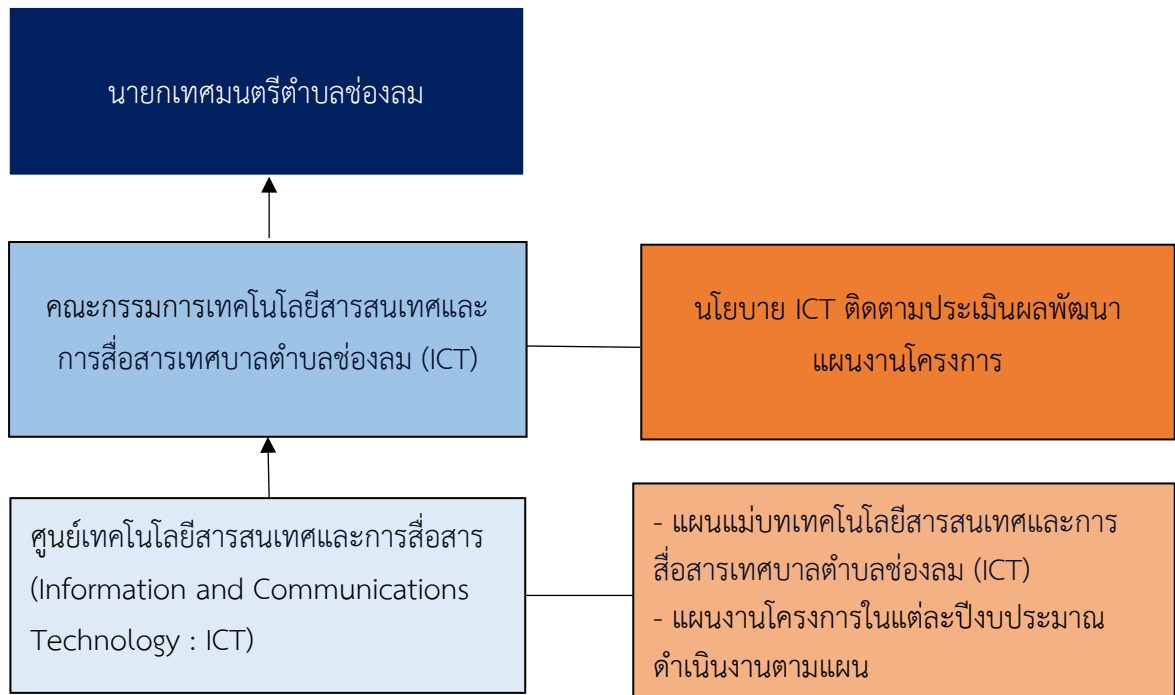 นายกเทศมนตรีตำบลช่องลม
คณะกรรมการเทคโนโลยีสารสนเทศและ
การสื่อสารเทศบาลตำบลช่องลม (ICT)
นโยบาย ICT ติดตามประเมินผลพัฒนา
แผนงานโครงการ
ศูนย์เทคโนโลยีสารสนเทศและการสื่อสาร
(Information and Communications
Technology : ICT)
- แผนแม่บทเทคโนโลยีสารสนเทศและการ
สื่อสารเทศบาลตำบลช่องลม (ICT)
- แผนงานโครงการในแต่ละปีงบประมาณ
ดำเนินงานตามแผน